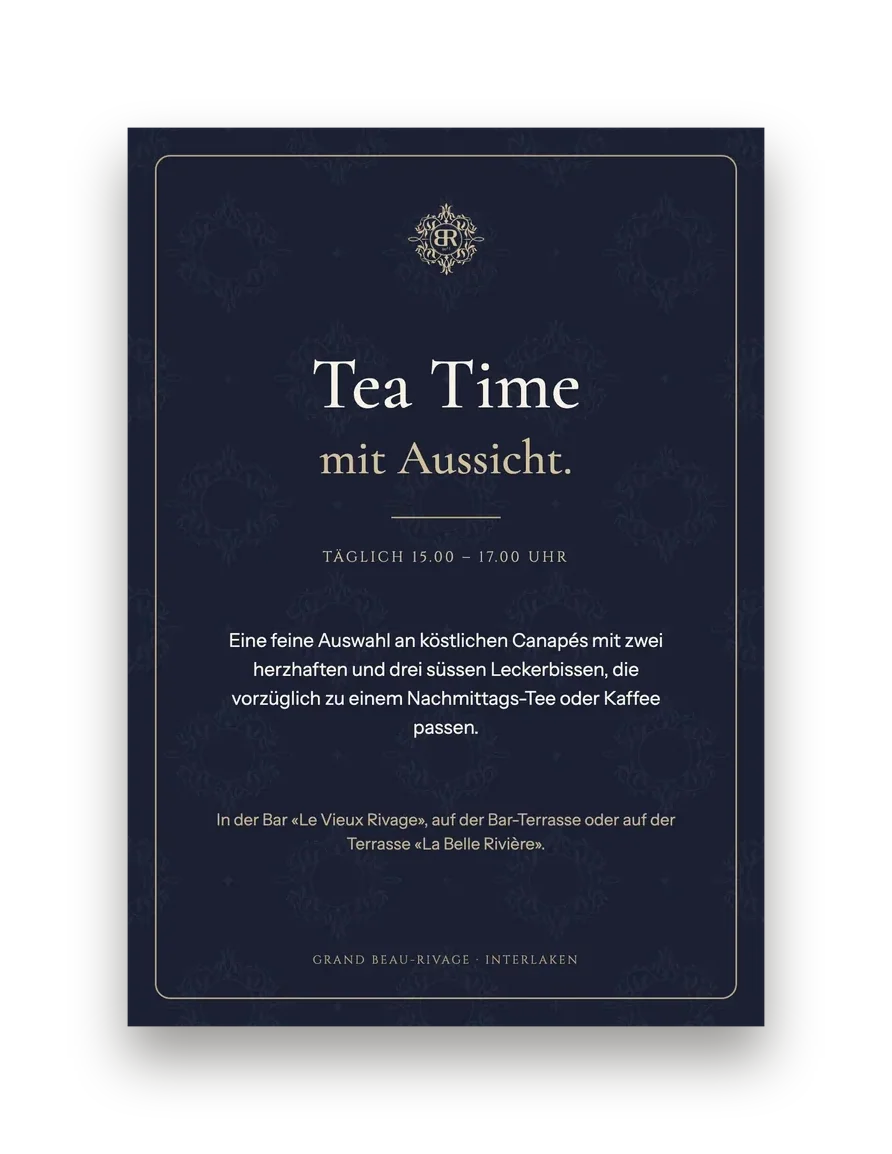 BR
Tea Time
mit Aussicht.
TÄGLICH 15.00 – 17.00 UHR
Eine feine Auswahl an köstlichen Canapés mit zwei
herzhaften und drei süssen Leckerbissen, die
vorzüglich zu einem Nachmittags-Tee oder Kaffee
passen.
In der Bar «Le Vieux Rivage», auf der Bar-Terrasse oder auf der
Terrasse «La Belle Rivière».
GRAND BEAU-RIVAGE · INTERLAKEN